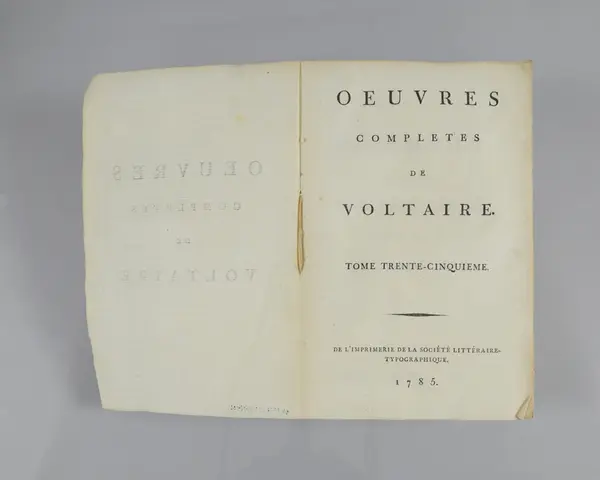 OEUVRES
COMPLETES
DE
VOLTAIRE.
TOME TRENTE-CINQUIEME.
DE L'IMPRIMERIE DE LA SOCIÉTÉ LITTÉRAIRE-
TYPOGRAPHIQUE.
1785.